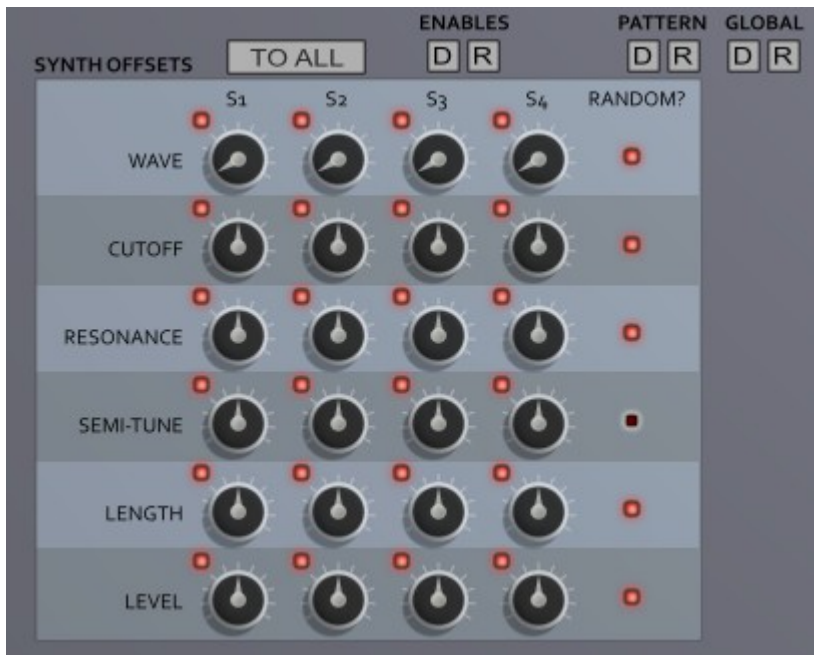 ENABLES PATTERN GLOBAL
SYNTH OFFSETS TO ALL D R D R D R
S1 S2 S3 S4 RANDOM?
WAVE
CUTOFF
RESONANCE
SEMI-TUNE
LENGTH
LEVEL